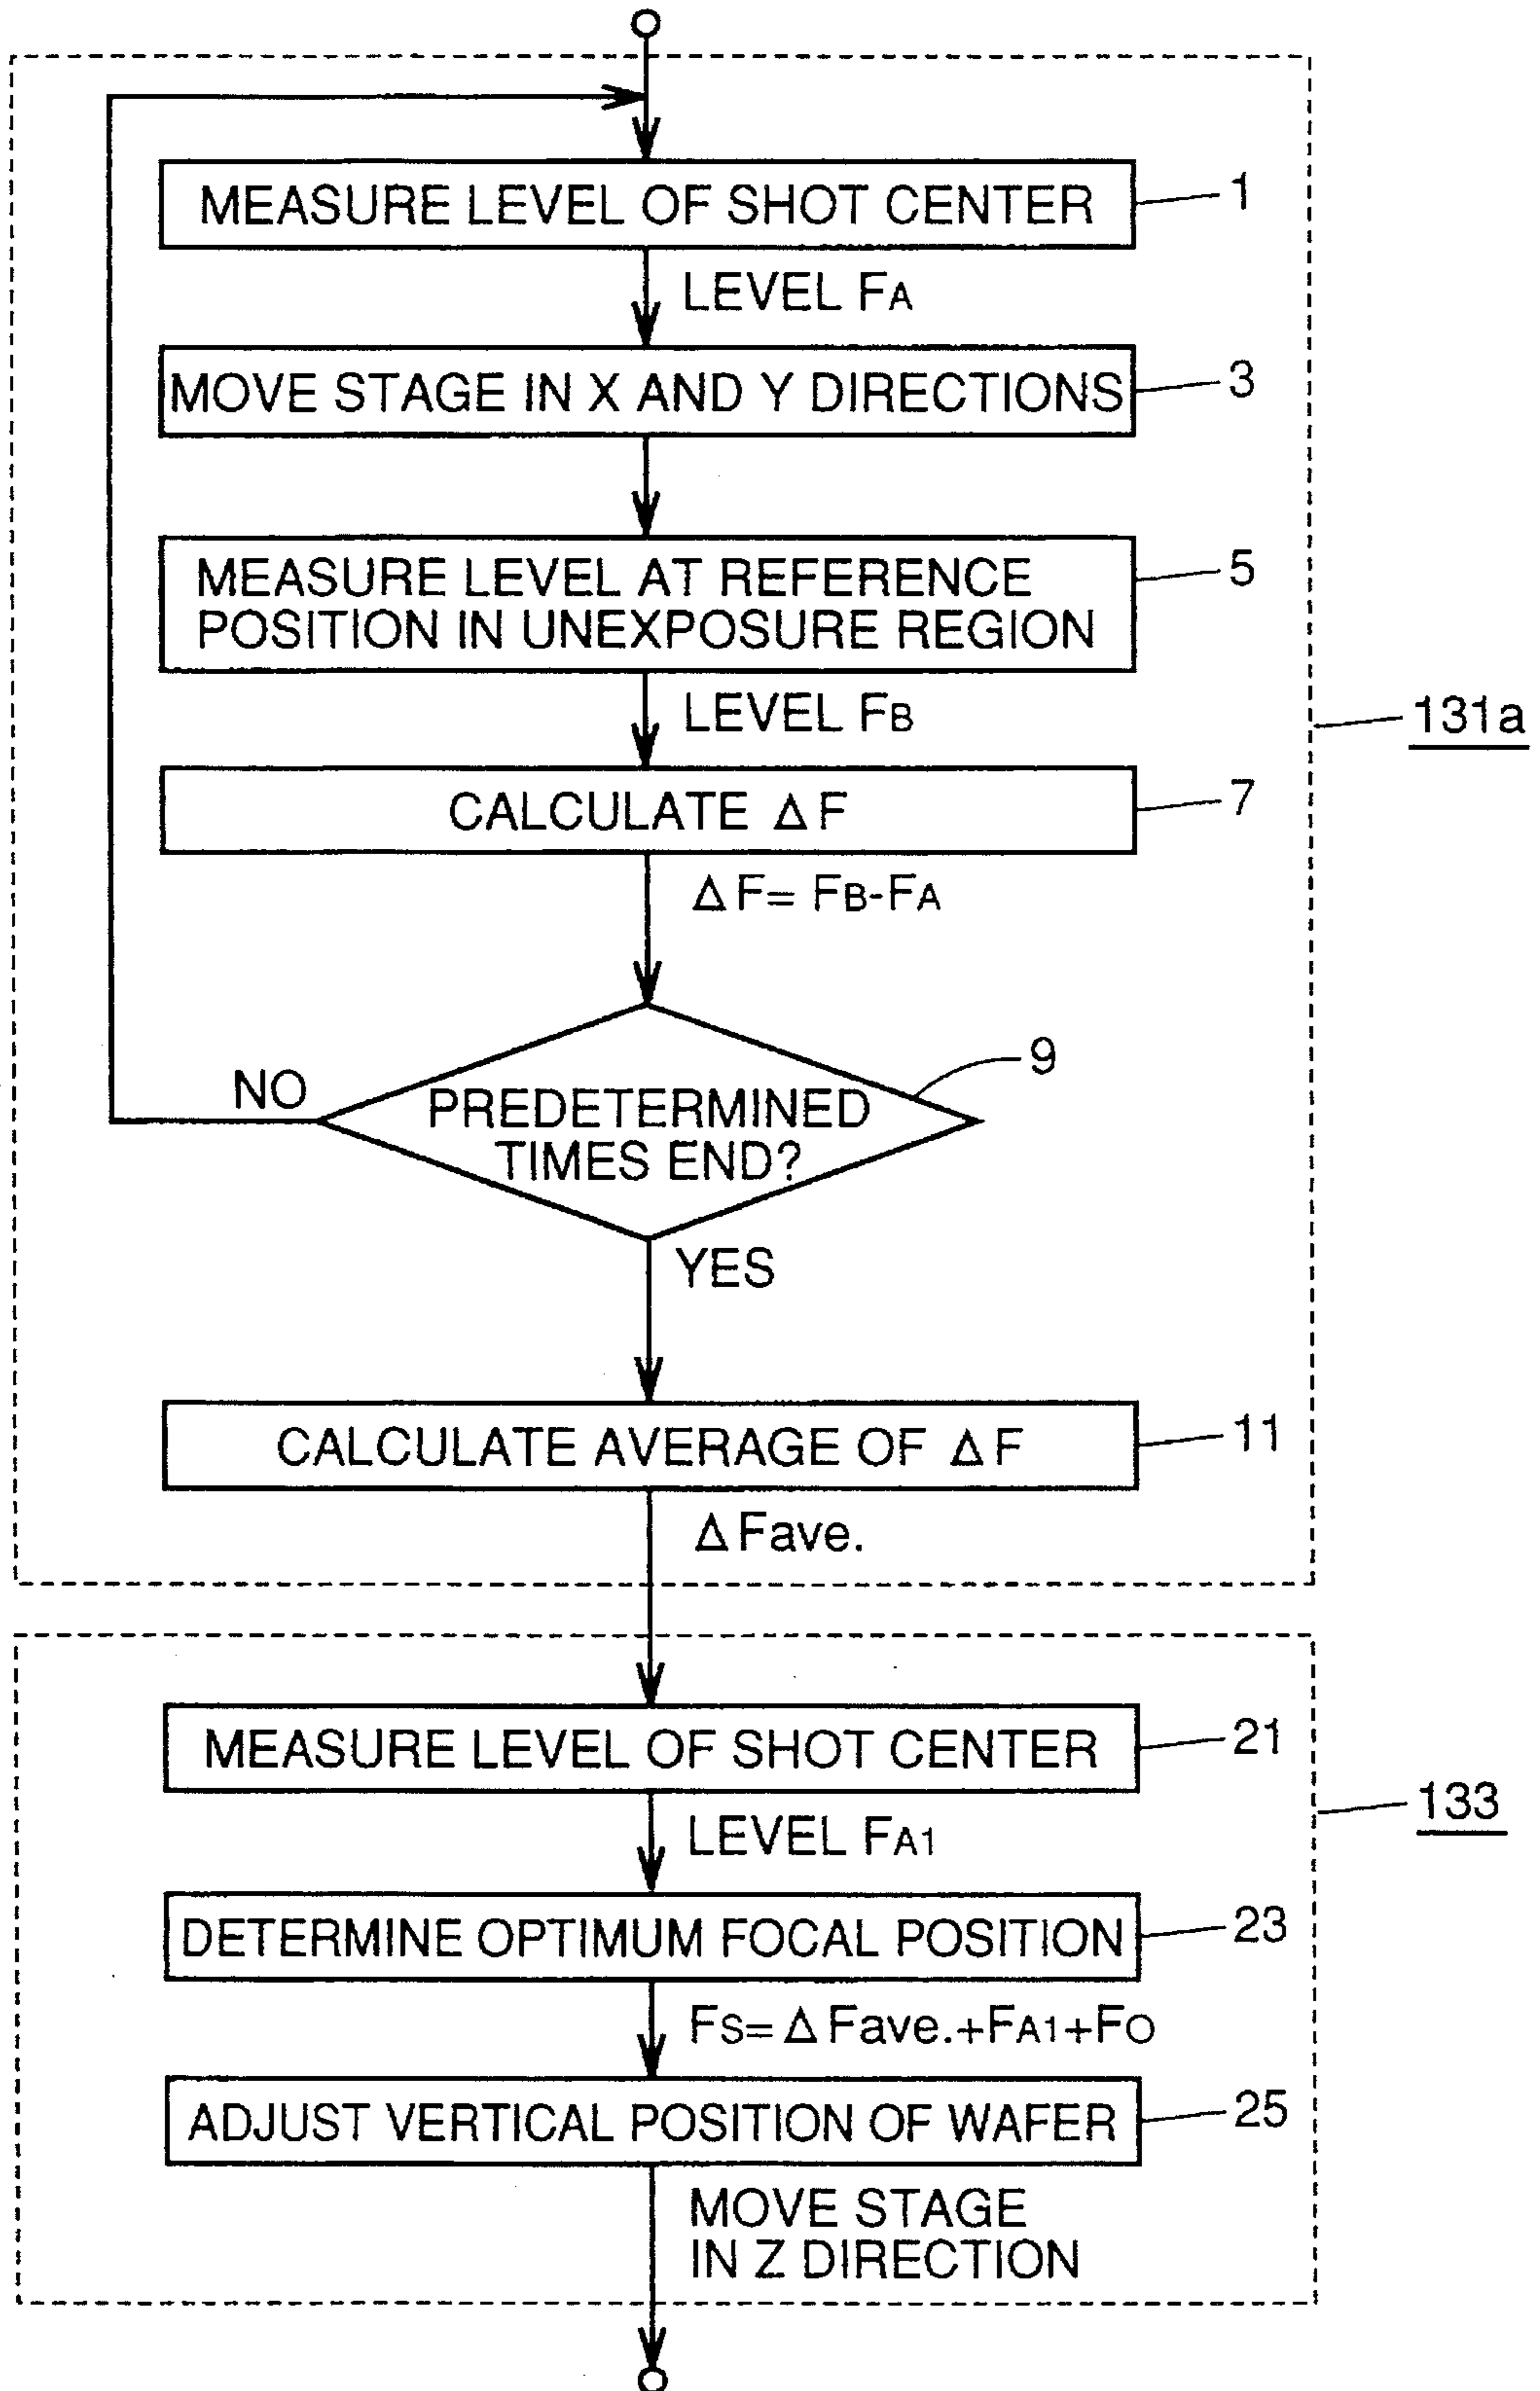 MEASURE LEVEL OF SHOT CENTER
1
LEVEL FA
MOVE STAGE IN X AND Y DIRECTIONS
3
MEASURE LEVEL AT REFERENCE
POSITION IN UNEXPOSURE REGION
5
LEVEL FB
131a
CALCULATE ΔF
7
ΔF= FB-FA
9
NO
PREDETERMINED
TIMES END?
YES
CALCULATE AVERAGE OF ΔF
11
ΔFave.
MEASURE LEVEL OF SHOT CENTER
21
LEVEL FA1
133
DETERMINE OPTIMUM FOCAL POSITION
23
FS=ΔFave.+FA1+FO
ADJUST VERTICAL POSITION OF WAFER
25
MOVE STAGE
IN Z DIRECTION